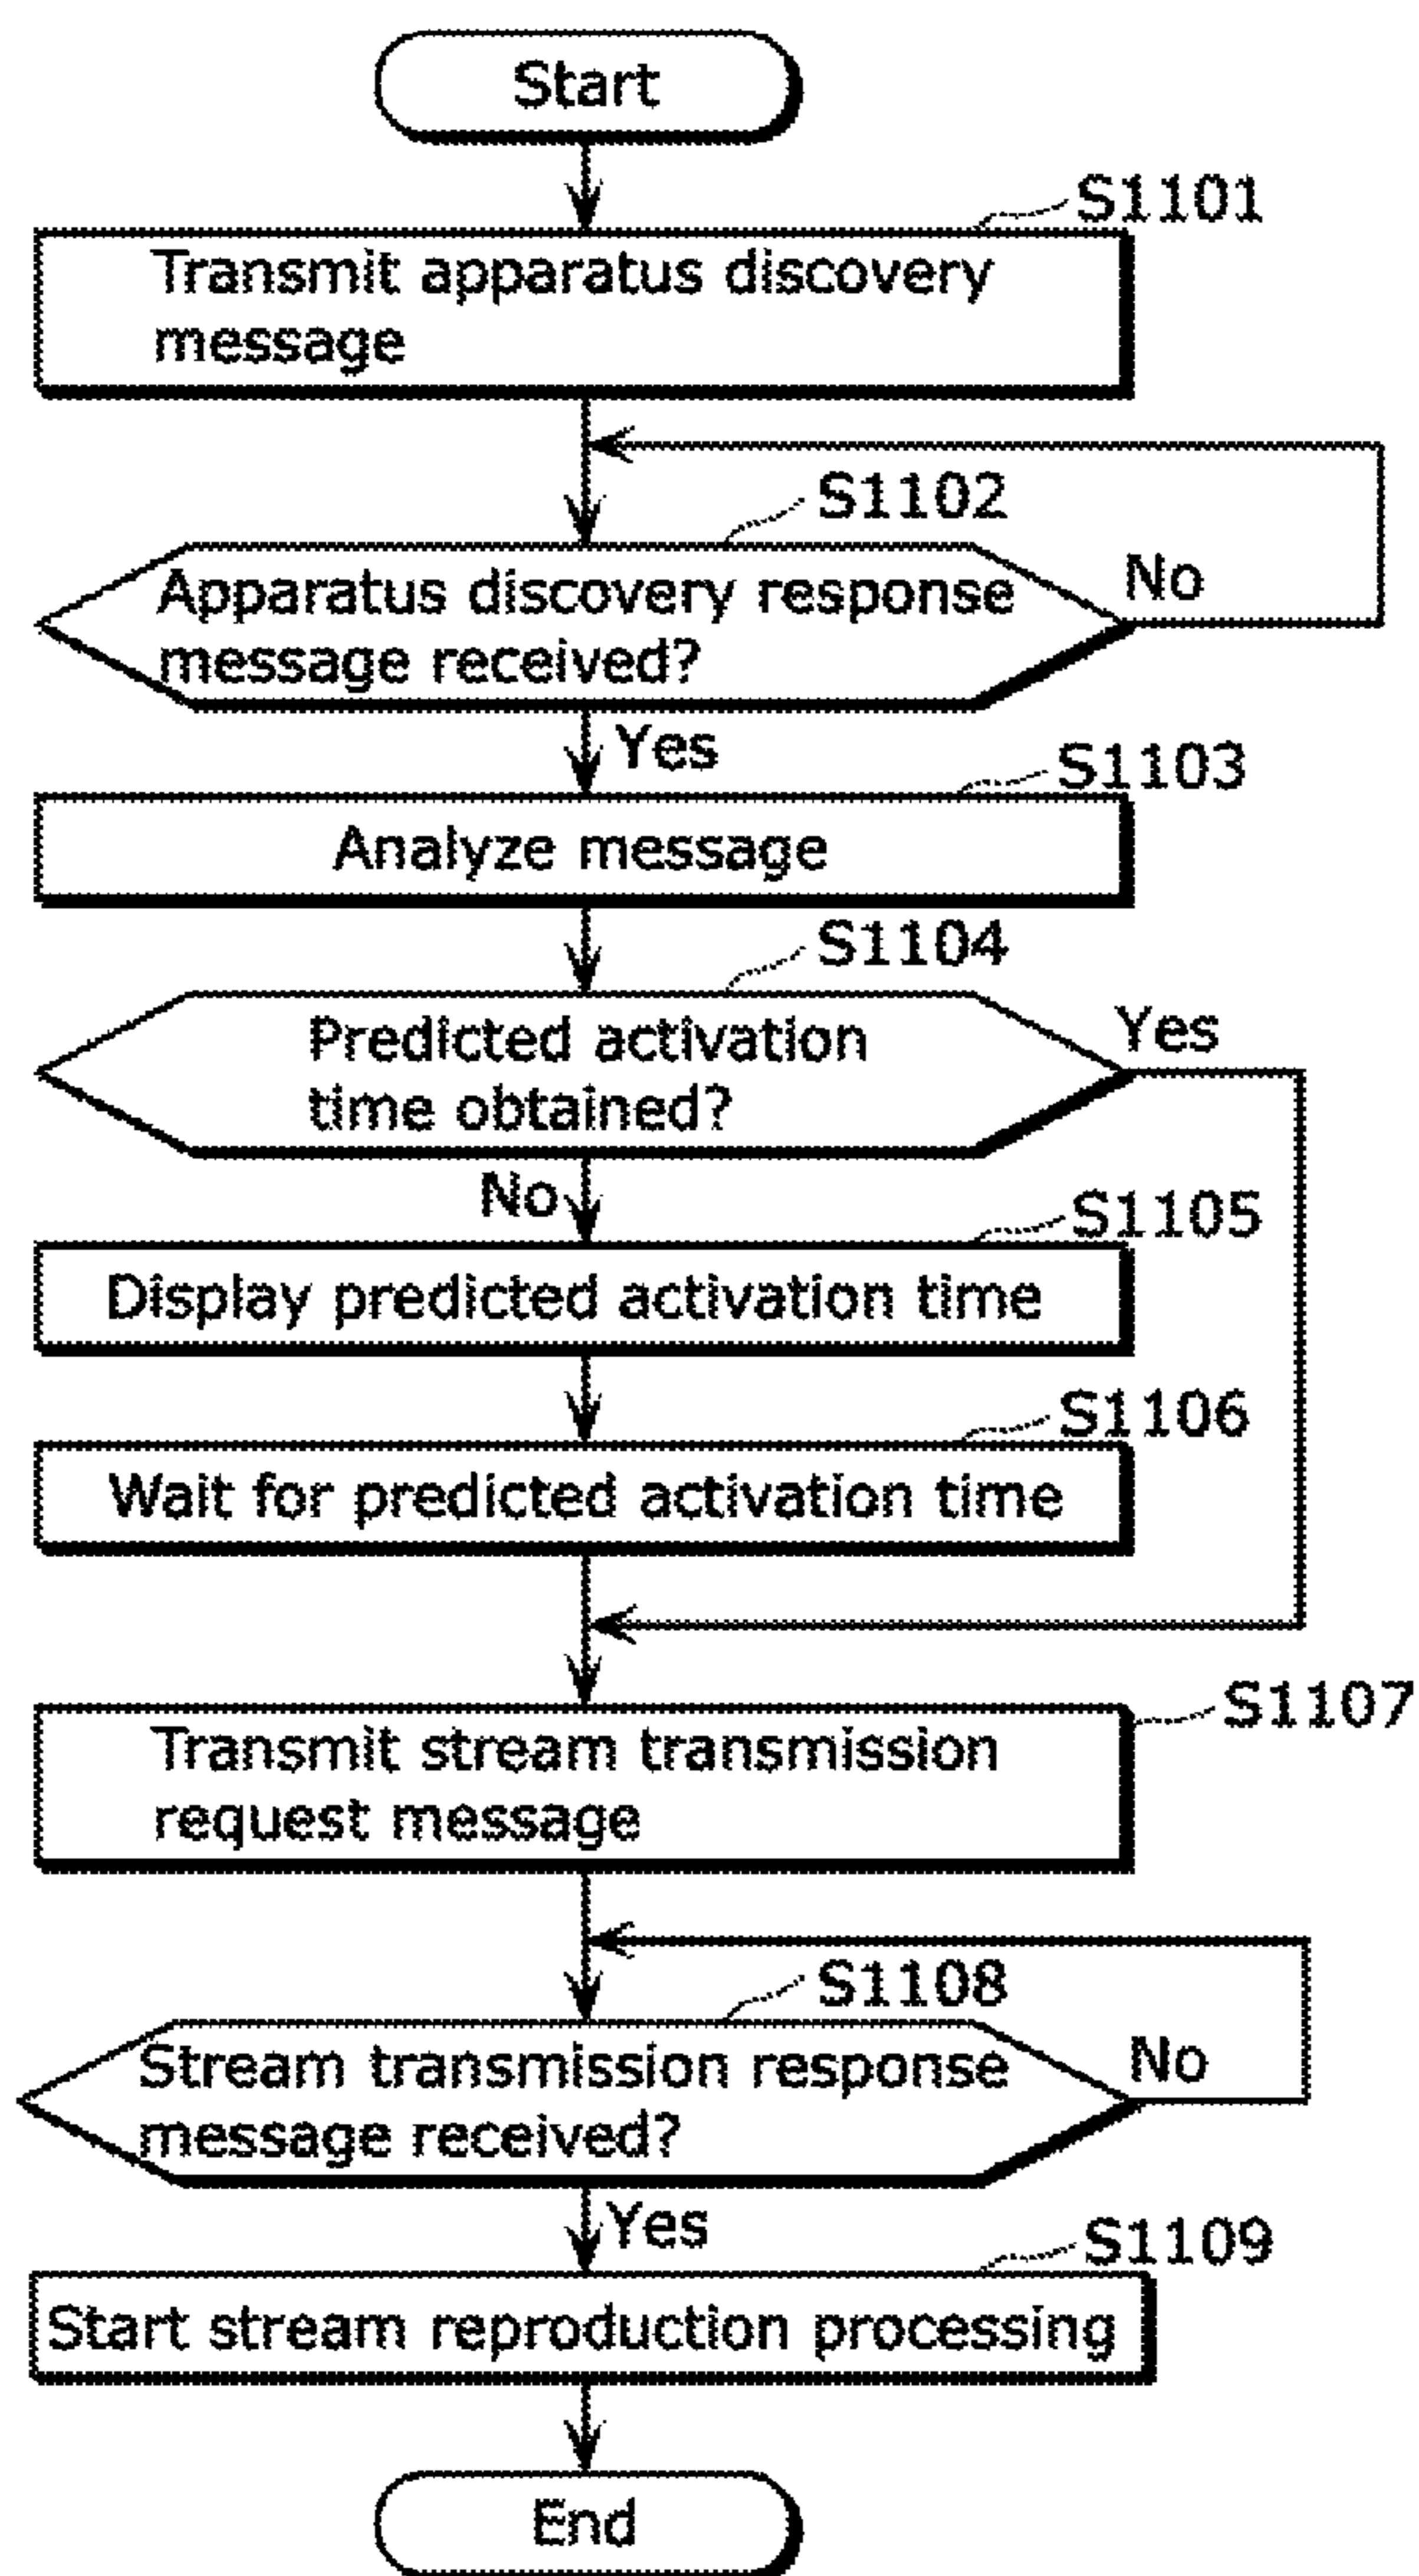 Start
S1101
Transmit apparatus discovery
message
S1102
Apparatus discovery response
message received?
No
Yes
S1103
Analyze message
S1104
Predicted activation
time obtained?
Yes
No
S1105
Display predicted activation time
S1106
Wait for predicted activation time
S1107
Transmit stream transmission
request message
S1108
Stream transmission response
message received?
No
Yes
S1109
Start stream reproduction processing
End